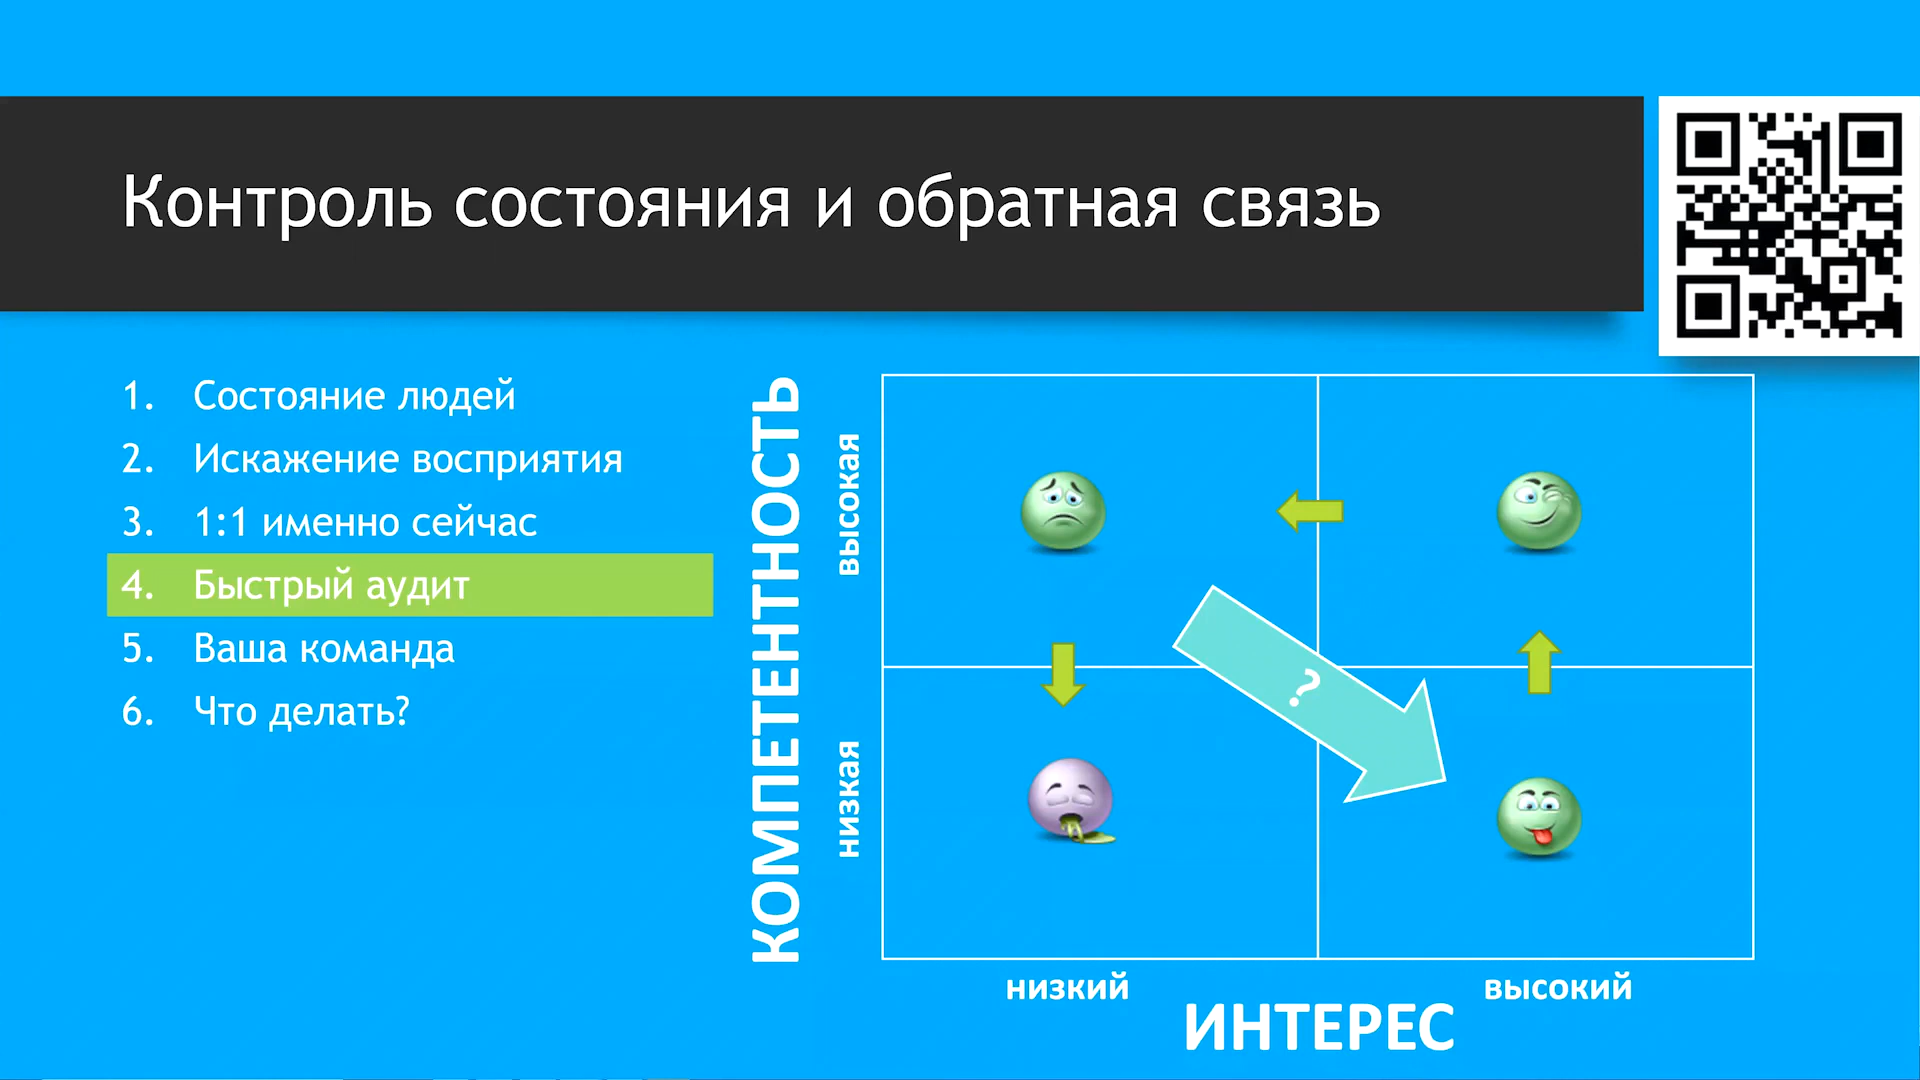 Контроль состояния и обратная связь
1. Состояние людей
2. Искажение восприятия
3. 1:1 именно сейчас
4. Быстрый аудит
5. Ваша команда
6. Что делать?
КОМПЕТЕНТНОСТЬ
высокая
низкая
?
низкий
высокий
ИНТЕРЕС